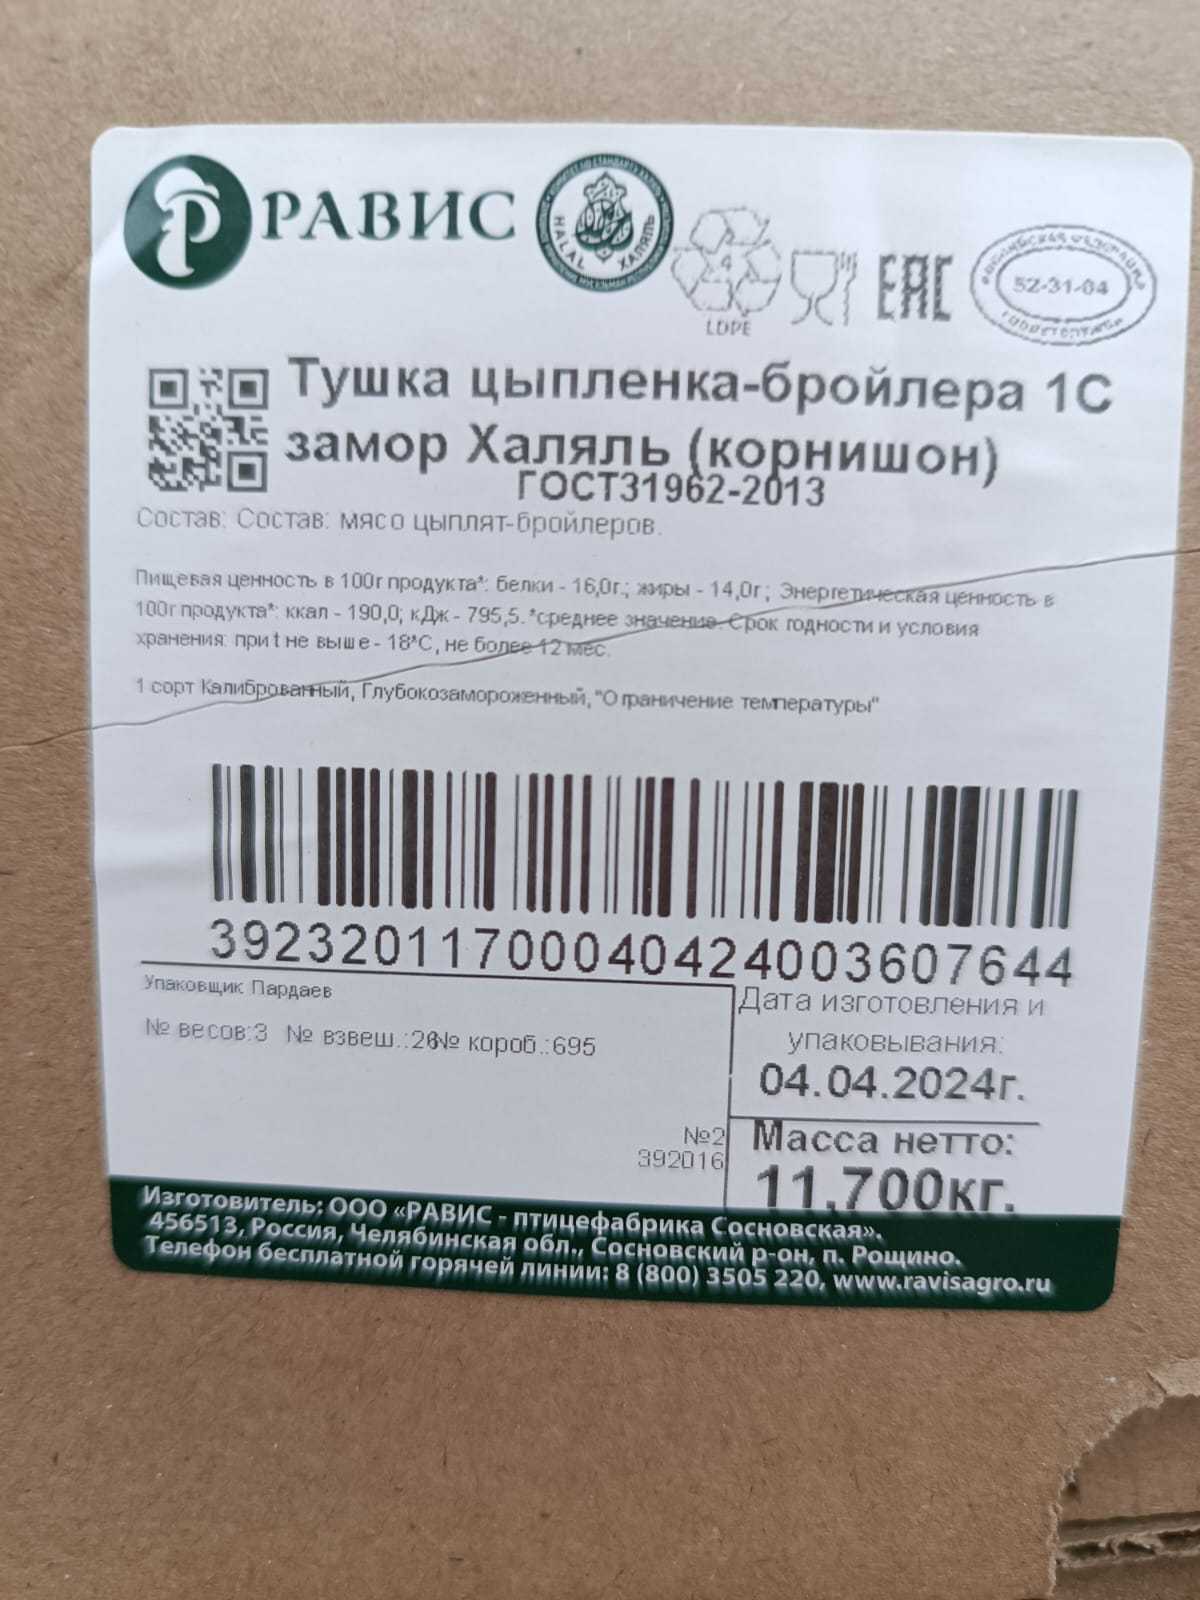 РАВИС
HALAL ХАЛЯЛЬ
4
LDPE
EAC
РОССИЙСКАЯ ФЕДЕРАЦИЯ
52-31-04
Тушка цыпленка-бройлера 1С
замор Халяль (корнишон)
ГОСТ31962-2013
Состав: Состав: мясо цыплят-бройлеров.
Пищевая ценность в 100г продукта*: белки - 16,0г.; жиры - 14,0г; Энергетическая ценность в
100г продукта*: ккал - 190,0; кДж - 795,5. *среднее значение. Срок годности и условия
хранения: при t не выше - 18*С, не более 12 мес.
1 сорт Калиброванный, Глубокозамороженный, "Ограничение температуры"
39232011700040424003607644
Упаковщик Пардаев
№ весов:3 № взвеш.:26 № короб.:695
Дата изготовления и
упаковывания:
04.04.2024г.
№2
392016
Масса нетто:
11,700кг.
Изготовитель: ООО «РАВИС - птицефабрика Сосновская».
456513, Россия, Челябинская обл., Сосновский р-он, п. Рощино.
Телефон бесплатной горячей линии: 8 (800) 3505 220, www.ravisagro.ru